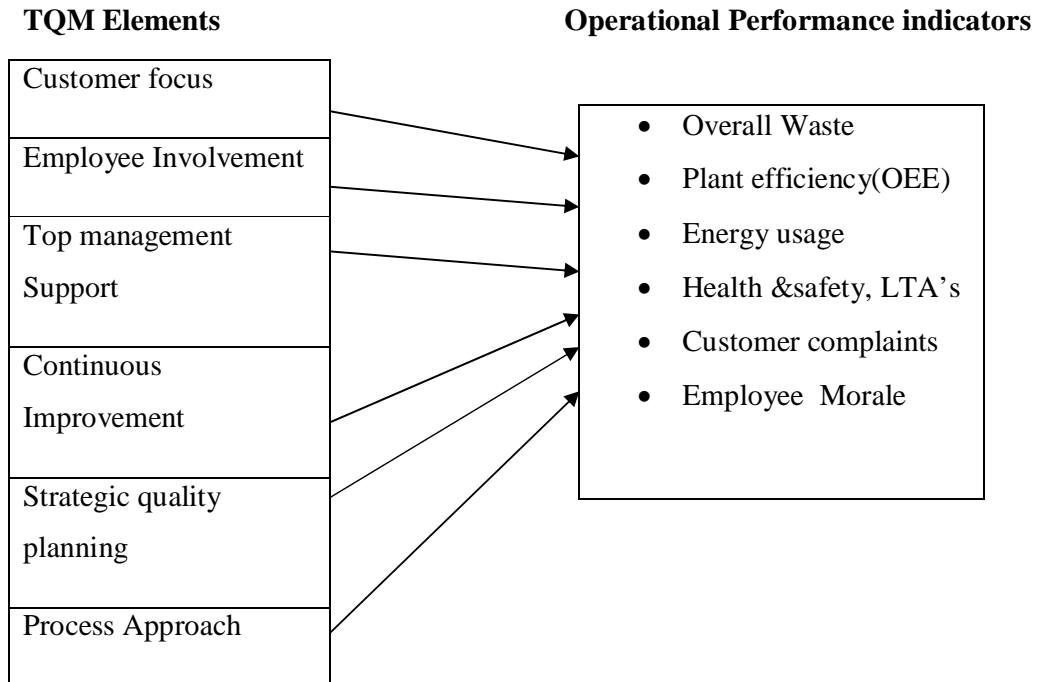 TQM Elements
Operational Performance indicators
Customer focus
Employee Involvement
Top management
Support
Continuous
Improvement
Strategic quality
planning
Process Approach
• Overall Waste
• Plant efficiency(OEE)
• Energy usage
• Health &safety, LTA’s
• Customer complaints
• Employee  Morale